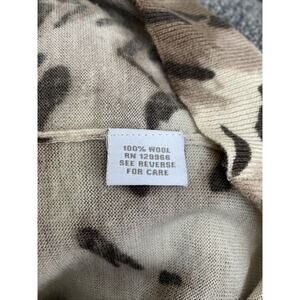 100% WOOL
RN 129966
SEE REVERSE
FOR CARE